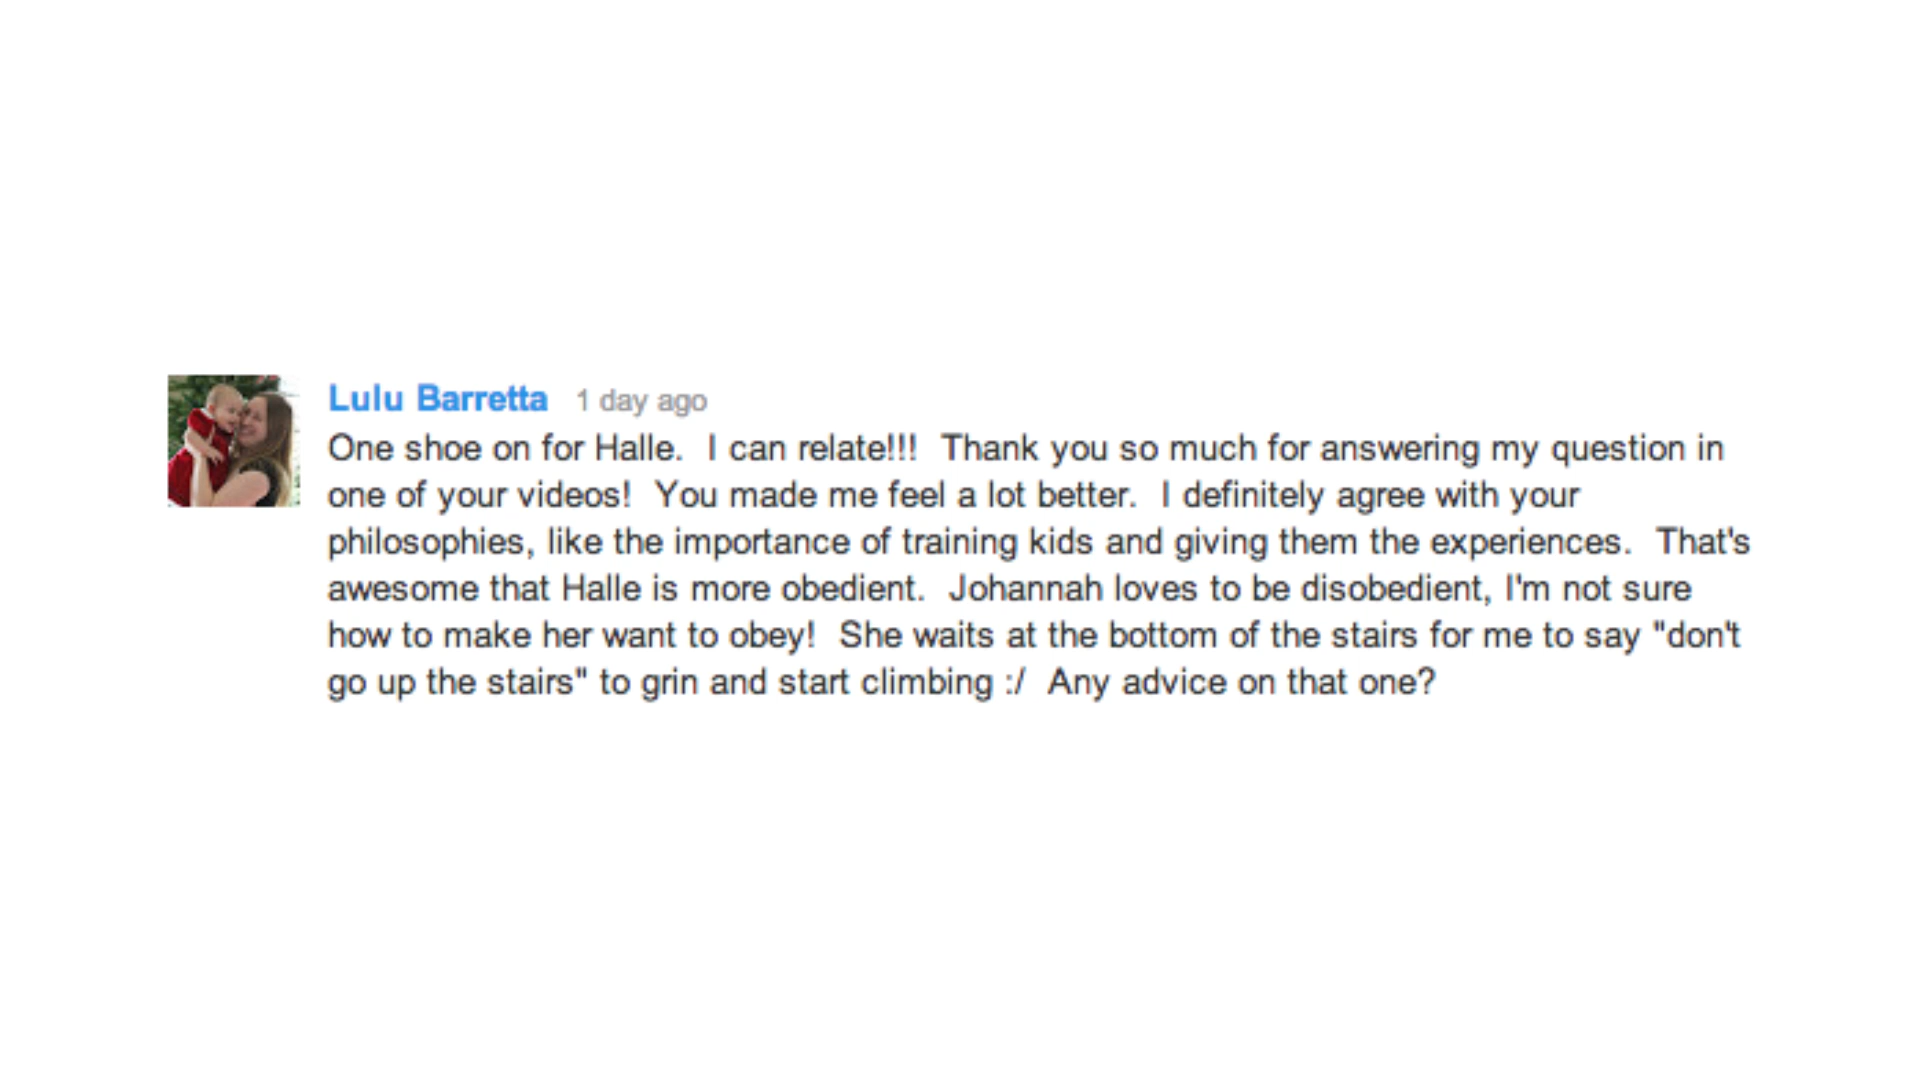 Lulu Barretta 1 day ago
One shoe on for Halle.  I can relate!!!  Thank you so much for answering my question in
one of your videos!  You made me feel a lot better.  I definitely agree with your
philosophies, like the importance of training kids and giving them the experiences.  That's
awesome that Halle is more obedient.  Johannah loves to be disobedient, I'm not sure
how to make her want to obey!  She waits at the bottom of the stairs for me to say "don't
go up the stairs" to grin and start climbing :/  Any advice on that one?